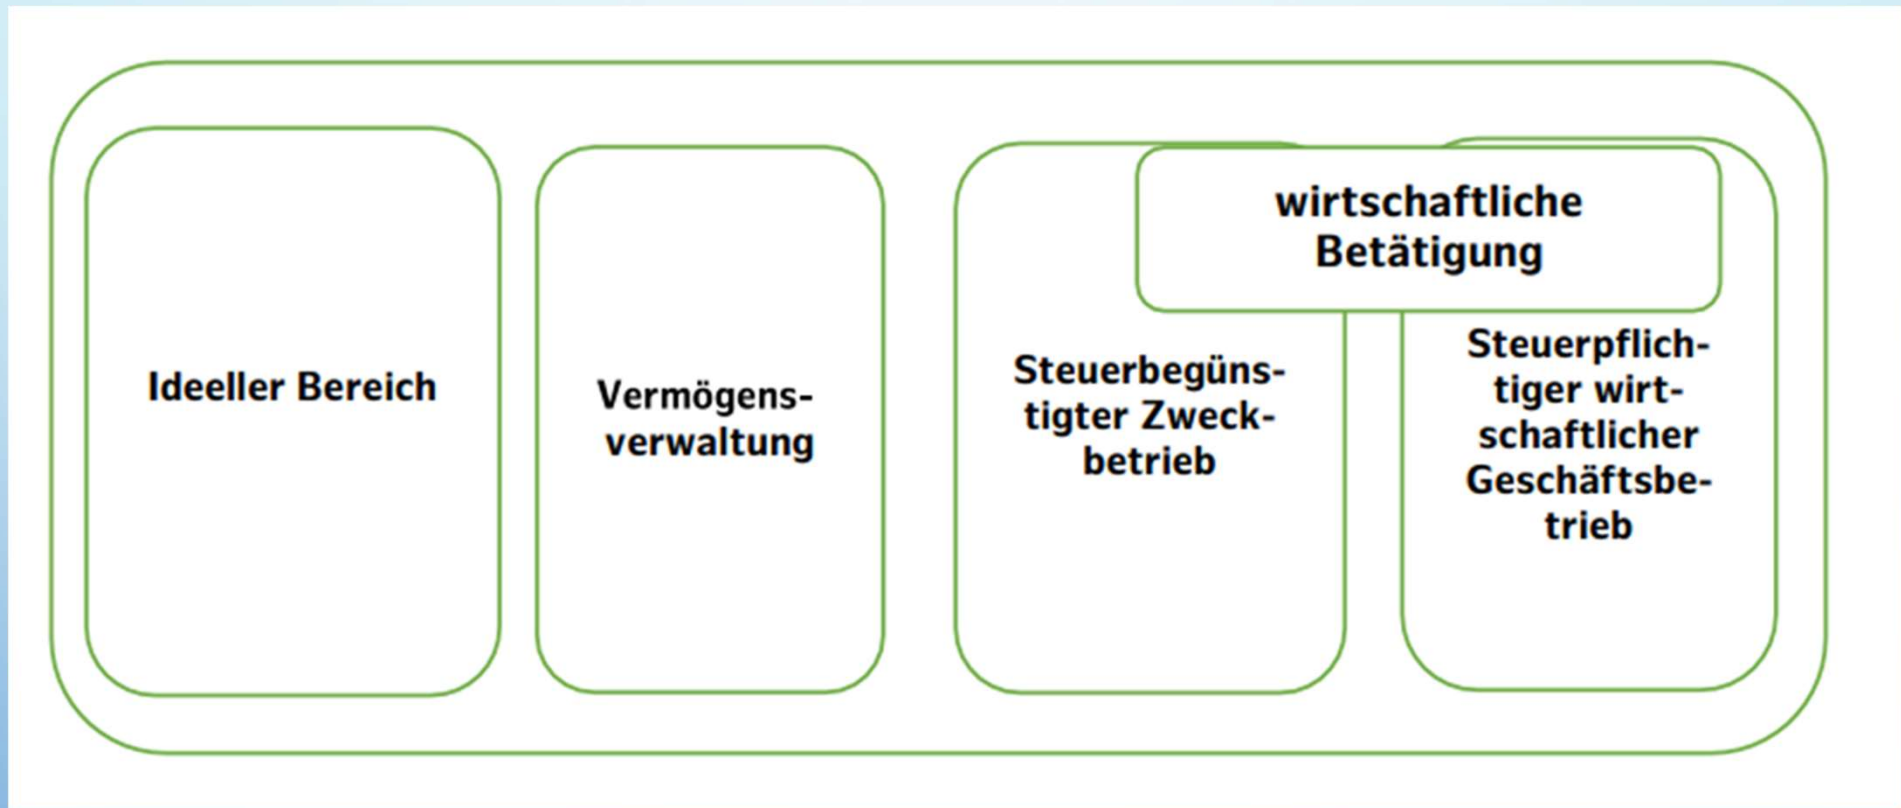 Ideeller Bereich
Vermögens-
verwaltung
wirtschaftliche
Betätigung
Steuerbegüns-
tigter Zweck-
betrieb
Steuerpflich-
tiger wirt-
schaftlicher
Geschäftsbe-
trieb